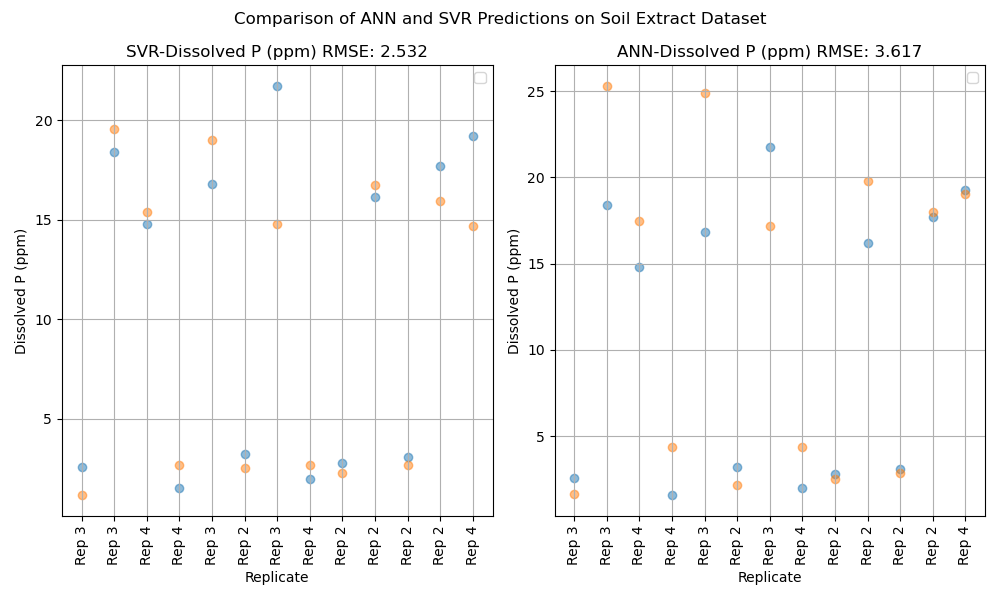 Comparison of ANN and SVR Predictions on Soil Extract Dataset
SVR-Dissolved P (ppm) RMSE: 2.532
Dissolved P (ppm)
20
15
10
5
Rep 3
Rep 3
Rep 4
Rep 4
Rep 3
Rep 2
Rep 3
Rep 4
Rep 2
Rep 2
Rep 2
Rep 2
Rep 4
Replicate
ANN-Dissolved P (ppm) RMSE: 3.617
Dissolved P (ppm)
25
20
15
10
5
Rep 3
Rep 3
Rep 4
Rep 4
Rep 3
Rep 2
Rep 3
Rep 4
Rep 2
Rep 2
Rep 2
Rep 2
Rep 4
Replicate